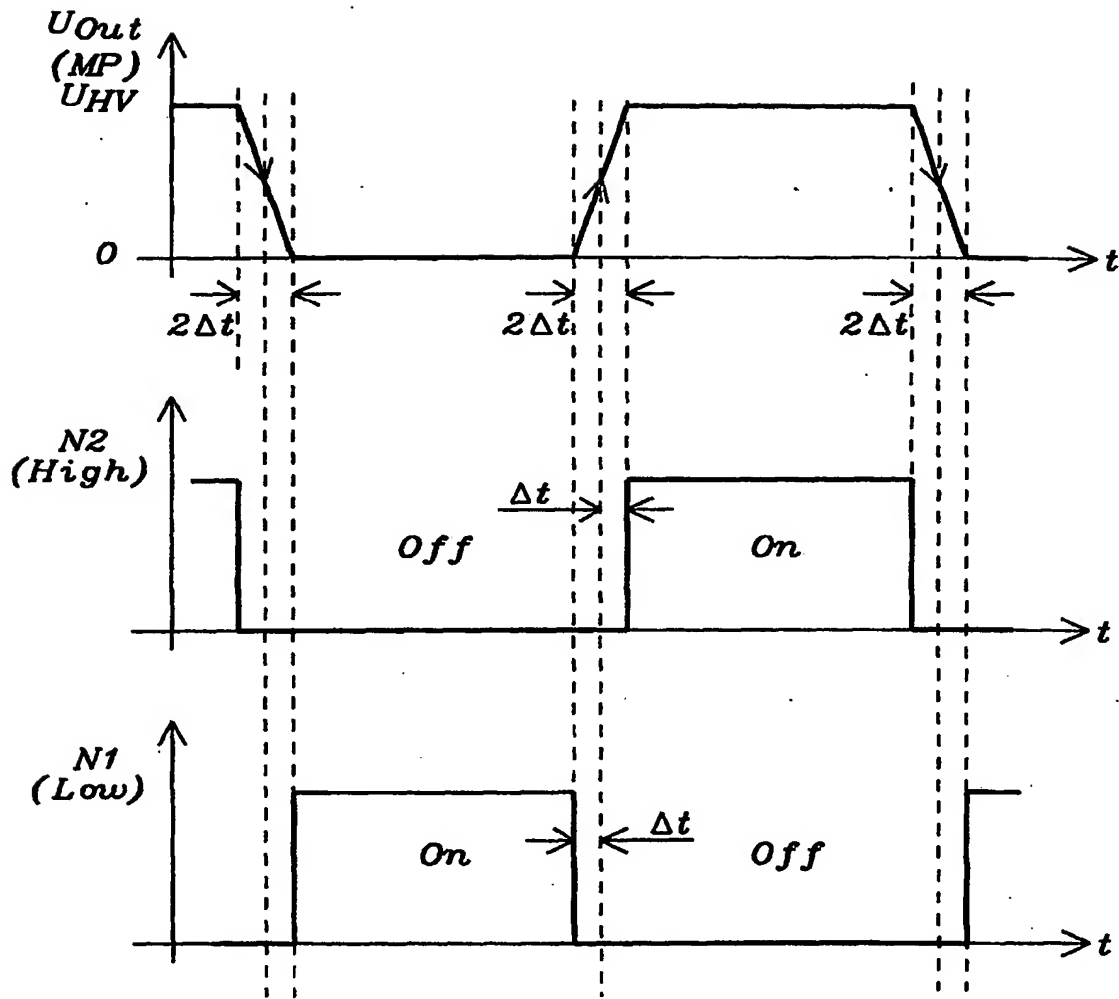 UOut
(MP)
UHV
0
t
2Δt
2Δt
2Δt
N2
(High)
Δt
Off
On
t
N1
(Low)
Δt
On
Off
t